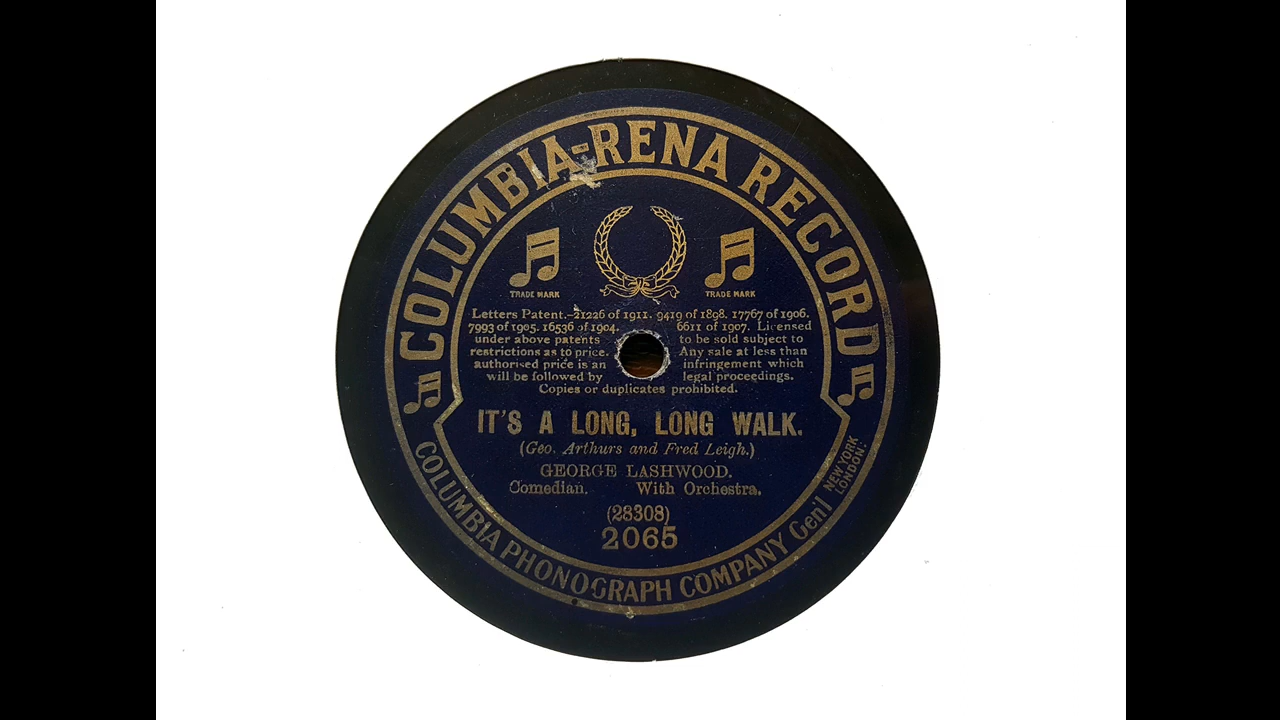 COLUMBIA-RENA RECORD
TRADE MARK
TRADE MARK
Letters Patent.-21226 of 1911. 9419 of 1898. 17767 of 1906.
7993 of 1905. 16536 of 1904. 6611 of 1907. Licensed
under above patents to be sold subject to
restrictions as to price. Any sale at less than
authorised price is an infringement which
will be followed by legal proceedings.
Copies or duplicates prohibited.
IT'S A LONG, LONG WALK.
(Geo. Arthurs and Fred Leigh.)
GEORGE LASHWOOD.
Comedian. With Orchestra.
(28308)
2065
COLUMBIA PHONOGRAPH COMPANY Gen'l
NEW YORK
LONDON.